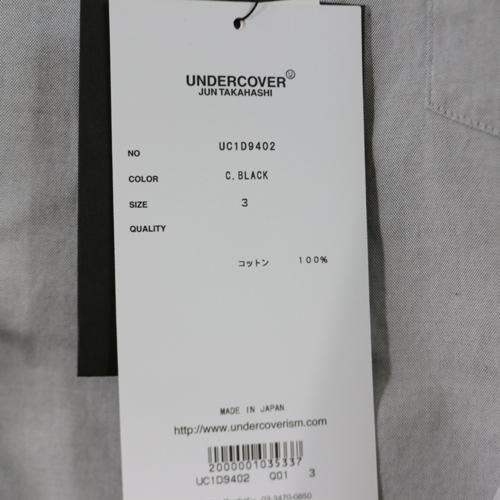 UNDERCOVER
JUN TAKAHASHI
NO UC1D9402
COLOR C.BLACK
SIZE 3
QUALITY
コットン 100%
MADE IN JAPAN
http://www.undercoverism.com
2000001035337
UC1D9402 Q01 3